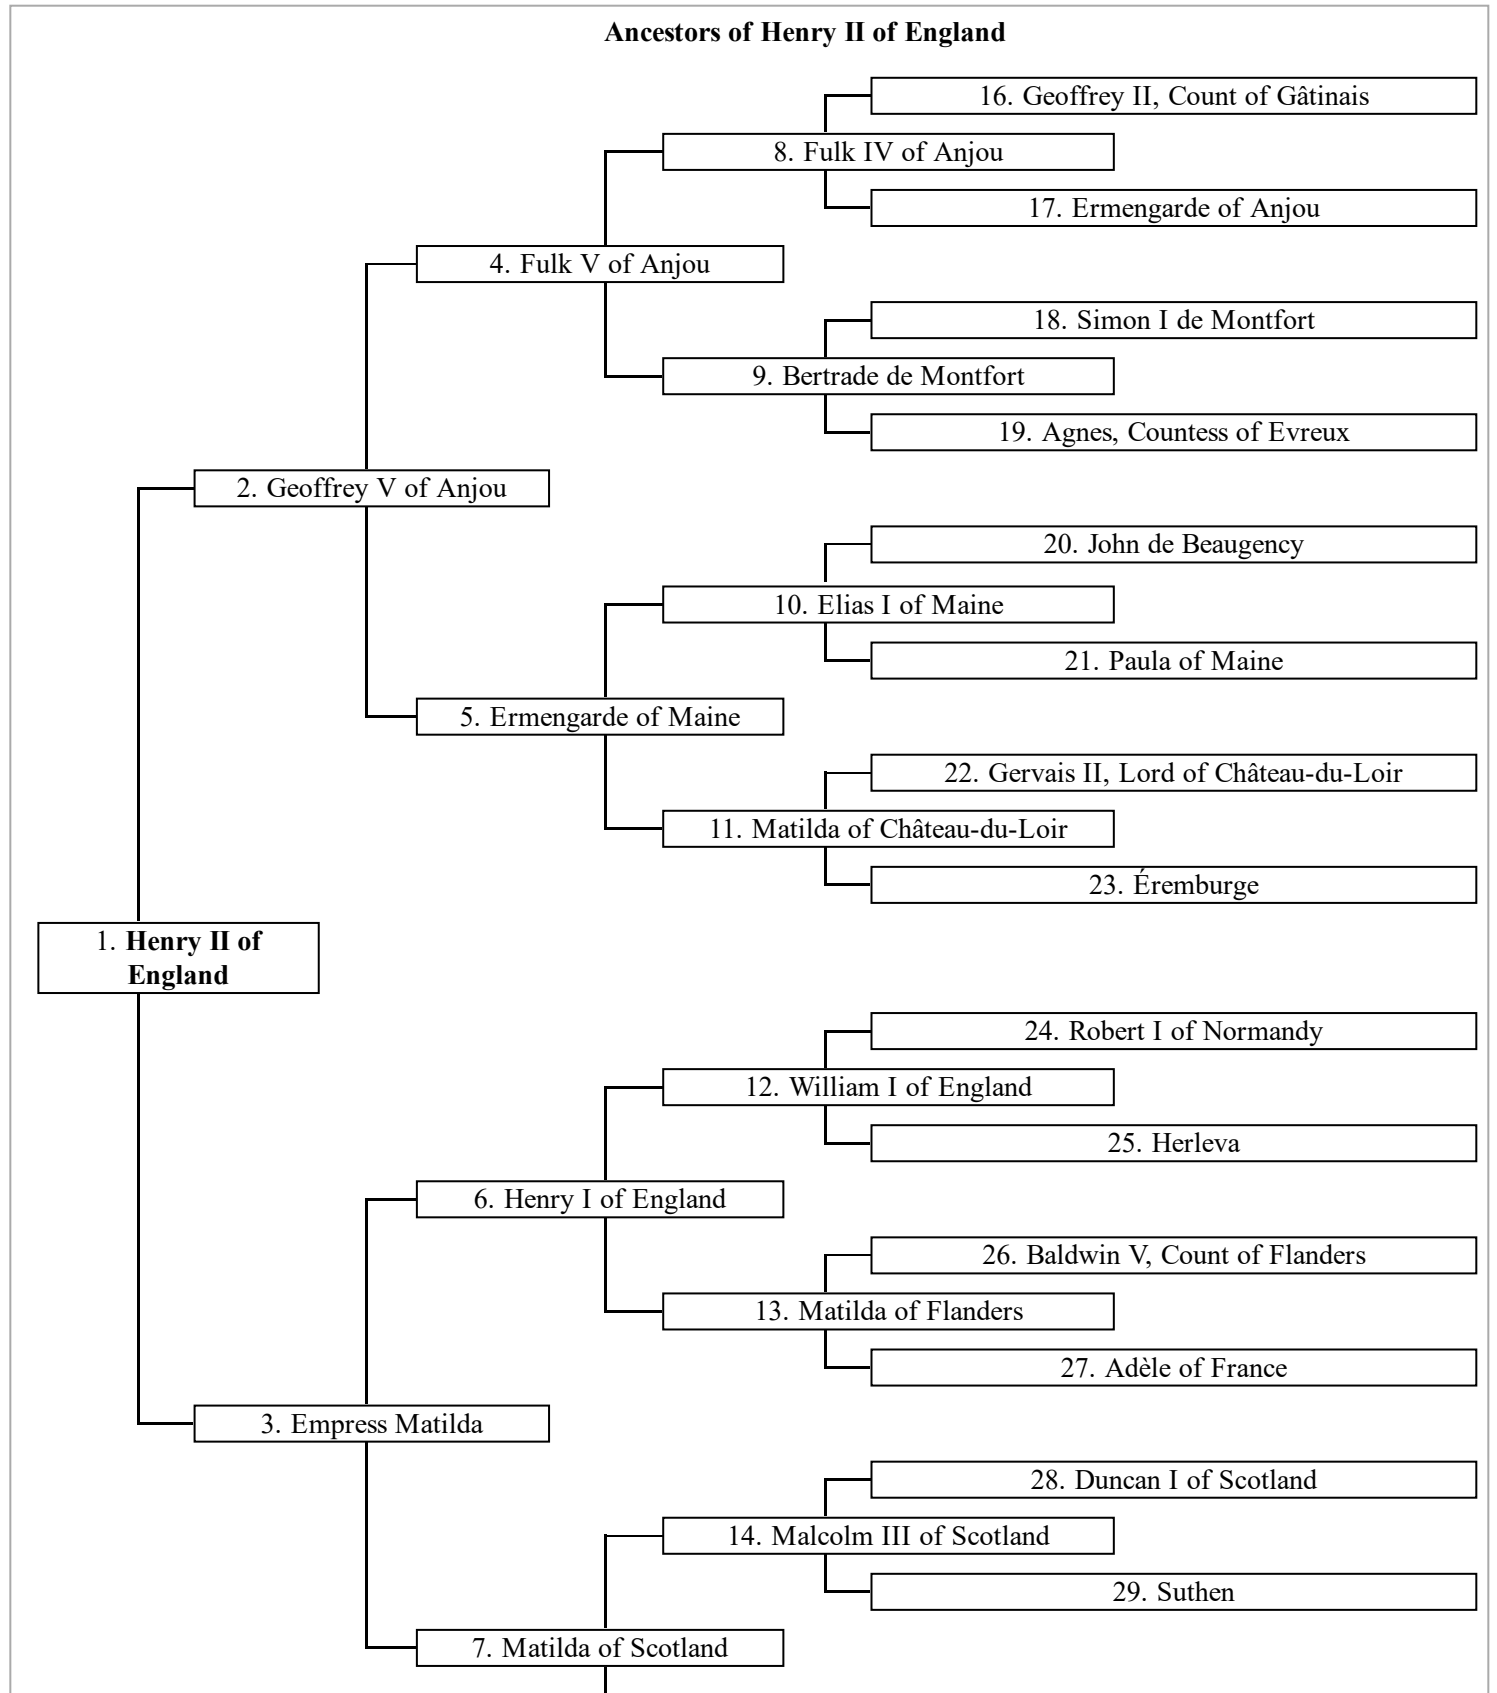 Ancestors of Henry II of England
16. Geoffrey II, Count of Gâtinais
8. Fulk IV of Anjou
17. Ermengarde of Anjou
4. Fulk V of Anjou
18. Simon I de Montfort
9. Bertrade de Montfort
19. Agnes, Countess of Evreux
2. Geoffrey V of Anjou
20. John de Beaugency
10. Elias I of Maine
21. Paula of Maine
5. Ermengarde of Maine
22. Gervais II, Lord of Château-du-Loir
11. Matilda of Château-du-Loir
23. Éremburge
1. Henry II of
England
24. Robert I of Normandy
12. William I of England
25. Herleva
6. Henry I of England
26. Baldwin V, Count of Flanders
13. Matilda of Flanders
27. Adèle of France
3. Empress Matilda
28. Duncan I of Scotland
14. Malcolm III of Scotland
29. Suthen
7. Matilda of Scotland